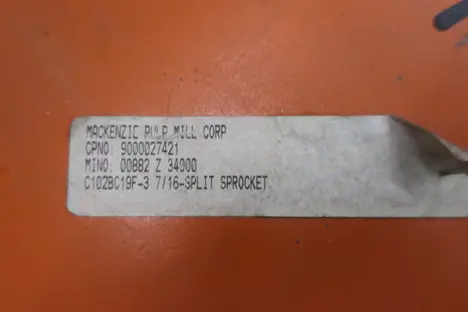 MACKENZIE PULP MILL CORP
CPNO: 9000027421
MINO: 00882 Z 34000
C102BC19F-3 7/16-SPLIT SPROCKET